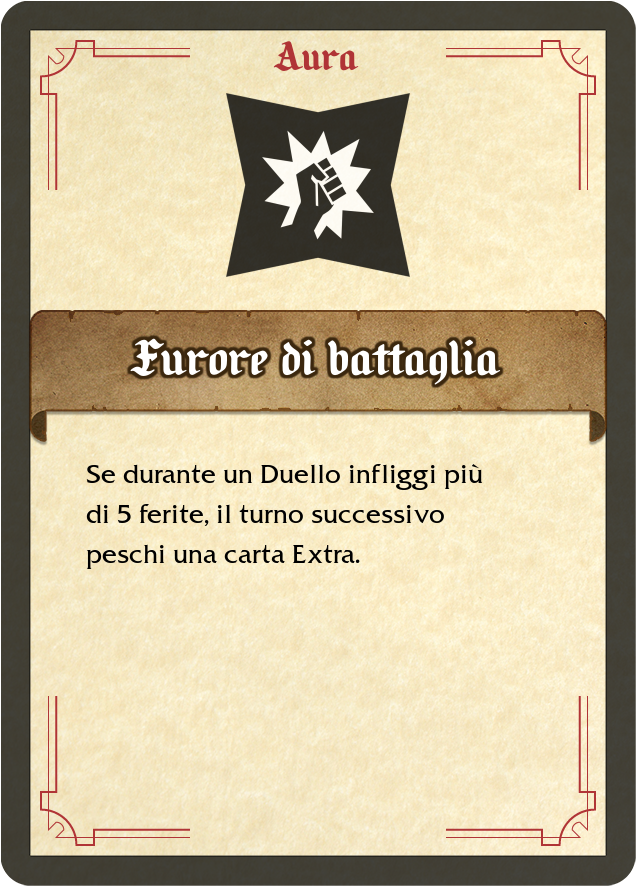 Aura
Furore di battaglia
Se durante un Duello infliggi più
di 5 ferite, il turno successivo
peschi una carta Extra.